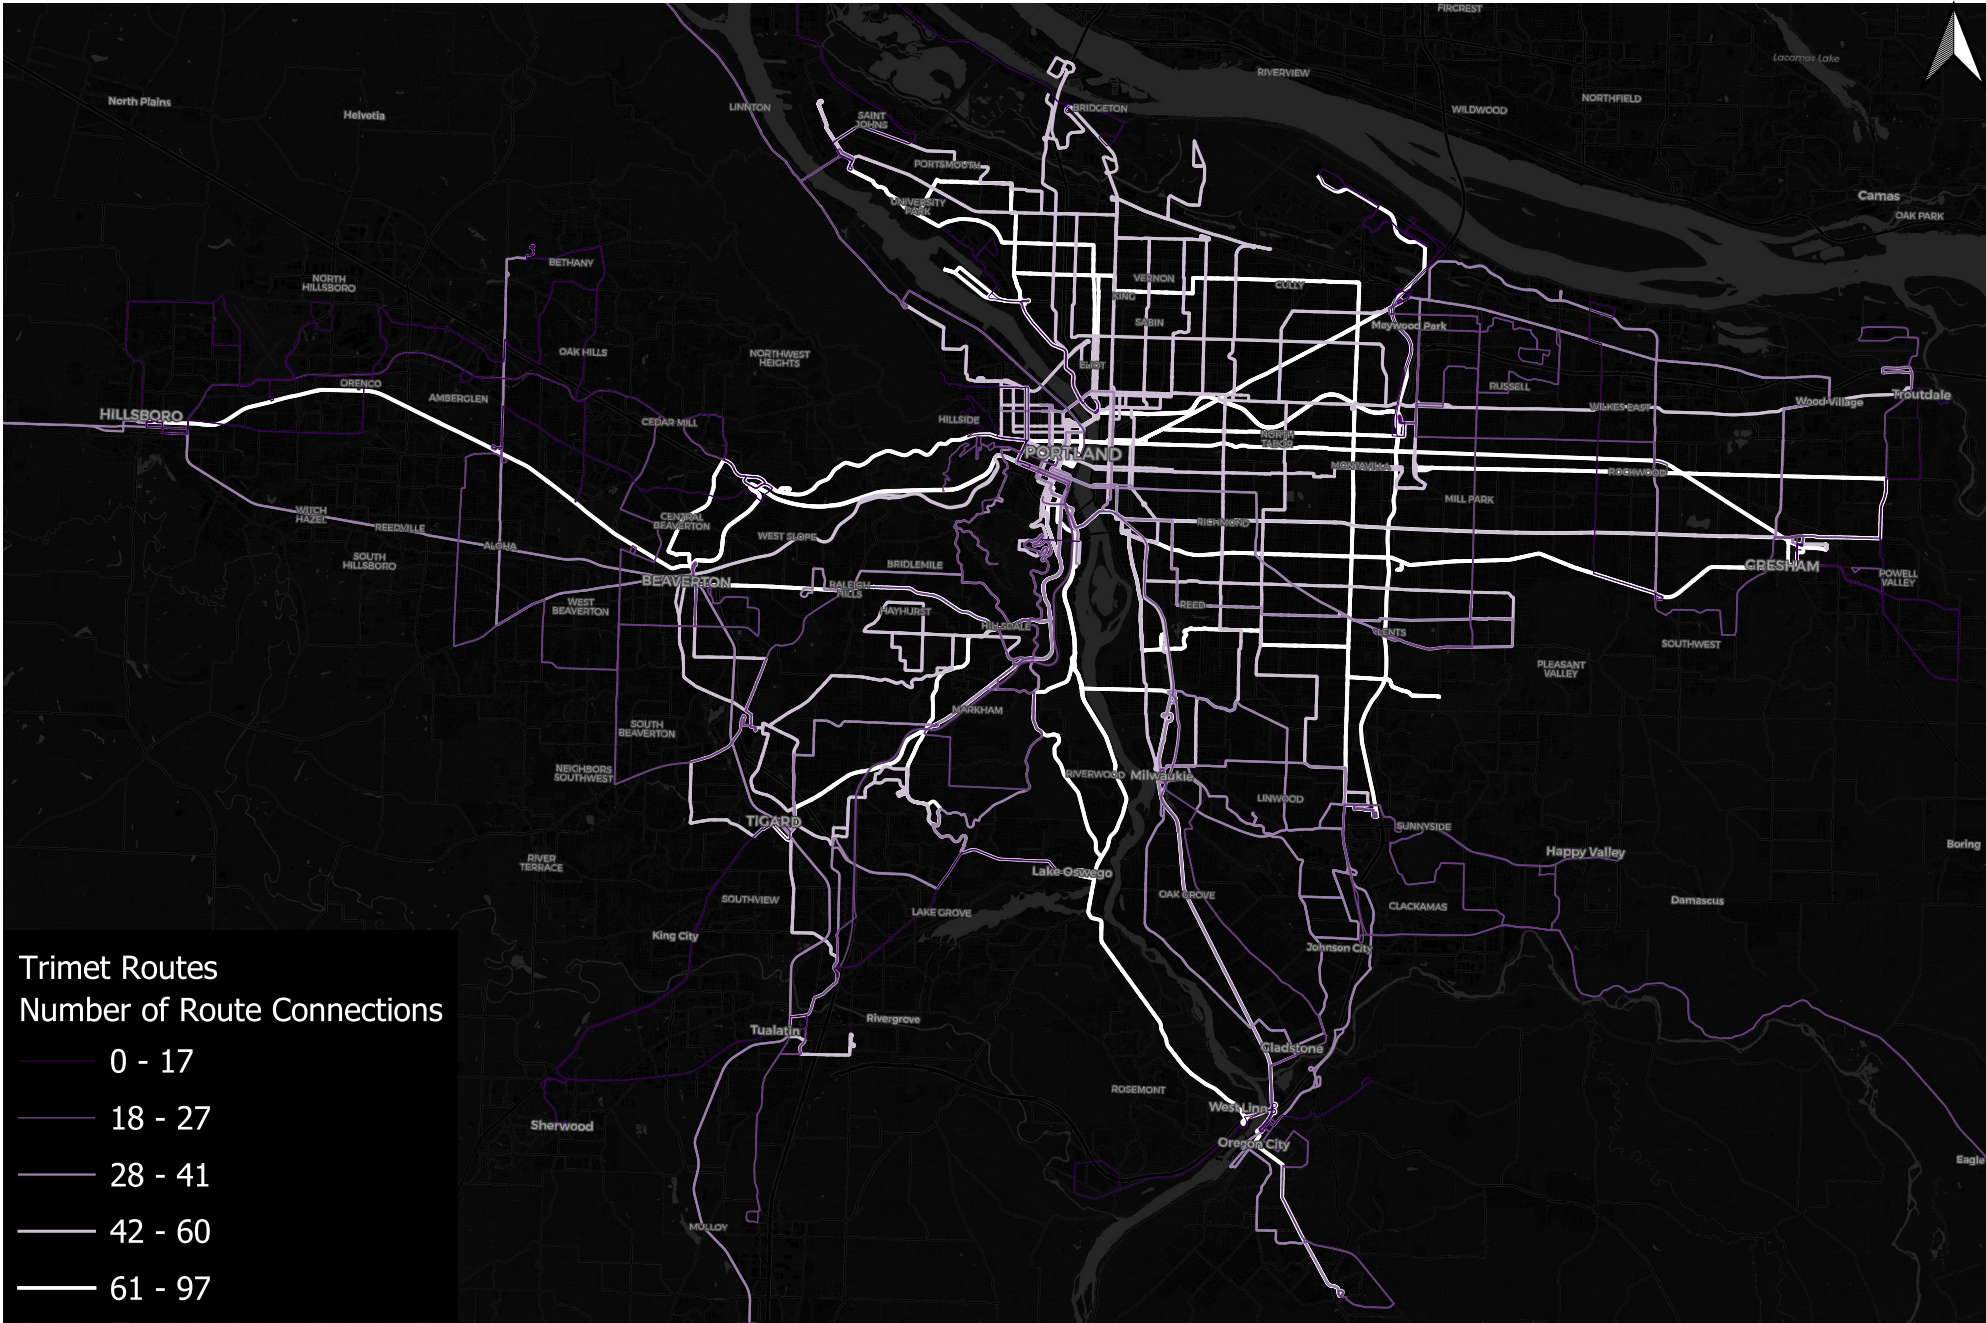 FIRCREST
Lacamas Lake
RIVERVIEW
North Plains
NORTHFIELD
LINNTON
BRIDGETON
WILDWOOD
Helvetia
SAINT
JOHNS
PORTSMOUTH
Camas
UNIVERSITY
PARK
OAK PARK
BETHANY
NORTH
HILLSBORO
VERNON
CULLY
KING
SABIN
Maywood Park
OAK HILLS
NORTHWEST
HEIGHTS
ELIOT
ORENCO
RUSSELL
AMBERGLEN
Troutdale
Wood Village
WILKES EAST
HILLSBORO
CEDAR MILL
HILLSIDE
NORTH
TABOR
PORTLAND
MONTAVILLA
ROCKWOOD
MILL PARK
WITCH
HAZEL
REEDVILLE
CENTRAL
BEAVERTON
RICHMOND
WEST SLOPE
ALOHA
SOUTH
HILLSBORO
BRIDLEMILE
GRESHAM
BEAVERTON
RALEIGH
HILLS
POWELL
VALLEY
WEST
BEAVERTON
HAYHURST
REED
HILLSDALE
LENTS
SOUTHWEST
PLEASANT
VALLEY
MARKHAM
SOUTH
BEAVERTON
NEIGHBORS
SOUTHWEST
RIVERWOOD
Milwaukie
LINWOOD
TIGARD
SUNNYSIDE
Happy Valley
Boring
RIVER
TERRACE
Lake Oswego
SOUTHVIEW
OAK GROVE
Damascus
LAKE GROVE
CLACKAMAS
King City
Johnson City
Trimet Routes
Number of Route Connections
0 - 17
18 - 27
28 - 41
42 - 60
61 - 97
Rivergrove
Tualatin
Gladstone
ROSEMONT
West Linn
Sherwood
Oregon City
Eagle
MULLOY